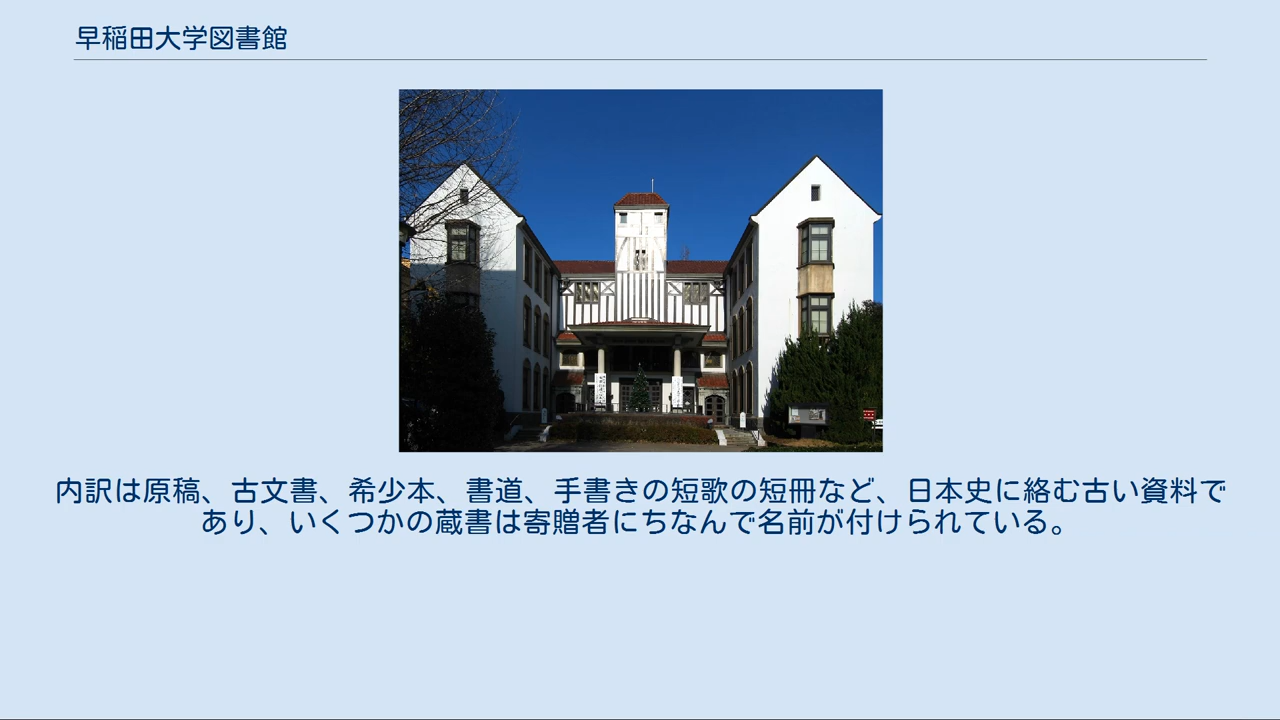 早稲田大学図書館
内訳は原稿、古文書、希少本、書道、手書きの短歌の短冊など、日本史に絡む古い資料で
あり、いくつかの蔵書は寄贈者にちなんで名前が付けられている。